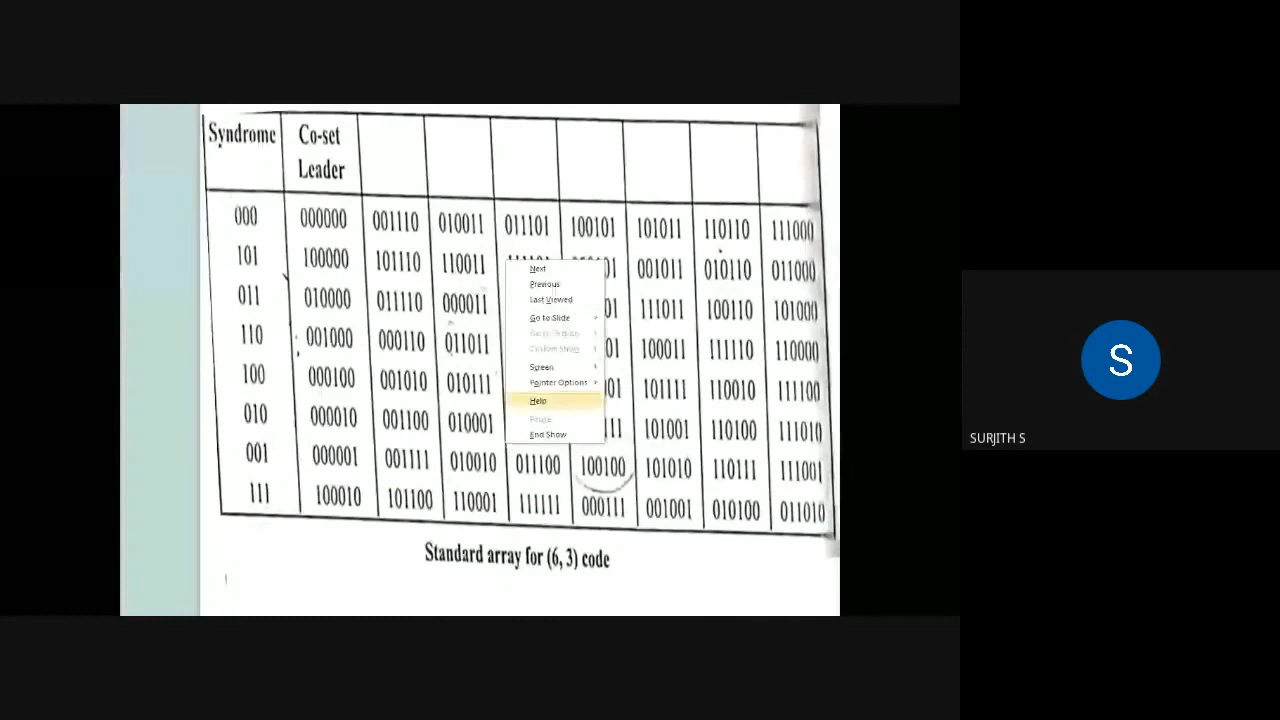 Syndrome Co-set Leader
000 000000 001110 010011 011101 100101 101011 110110 111000
101 100000 101110 110011 001011 010110 011000
011 010000 011110 000011 111011 100110 101000
110 001000 000110 011011 100011 111110 110000
100 000100 001010 010111 101111 110010 111100
010 000010 001100 010001 101001 110100 111010
001 000001 001111 010010 011100 100100 101010 110111 111001
111 100010 101100 110001 111111 000111 001001 010100 011010
Standard array for (6, 3) code
Next
Previous
Last Viewed
Go to Slide
Custom Show
Screen
Pointer Options
Help
Pause
End Show
S
SURJITH S